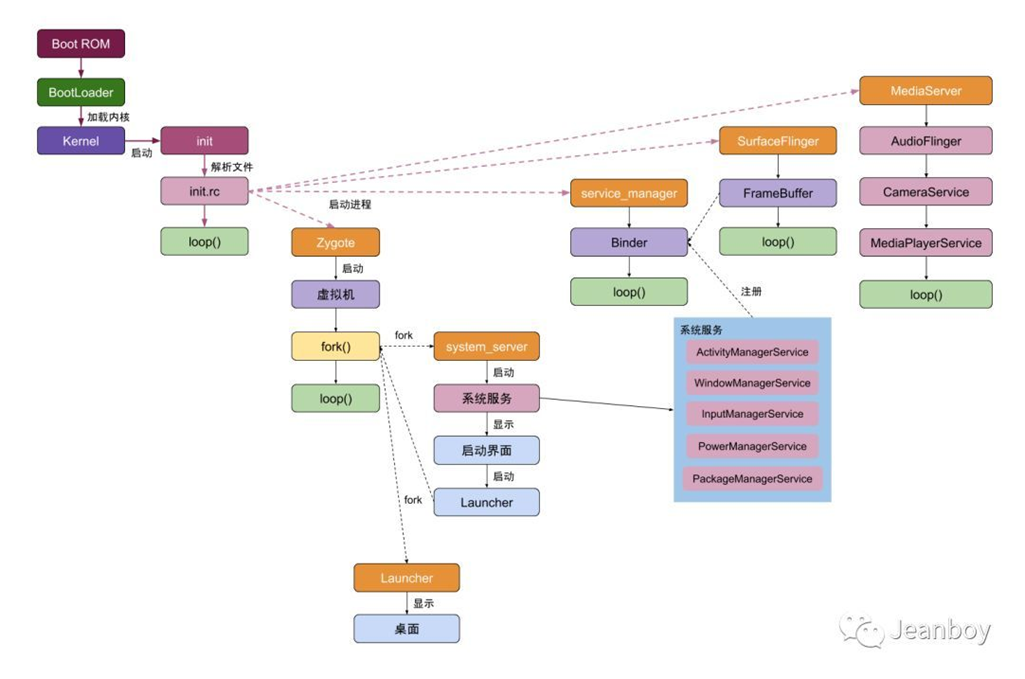 Boot ROM
BootLoader
加载内核
Kernel
启动
init
解析文件
init.rc
loop()
启动进程
Zygote
启动
虚拟机
fork()
loop()
fork
system_server
启动
系统服务
显示
启动界面
启动
Launcher
fork
Launcher
显示
桌面
service_manager
Binder
loop()
SurfaceFlinger
FrameBuffer
loop()
注册
MediaServer
AudioFlinger
CameraService
MediaPlayerService
loop()
系统服务
ActivityManagerService
WindowManagerService
InputManagerService
PowerManagerService
PackageManagerService
Jeanboy